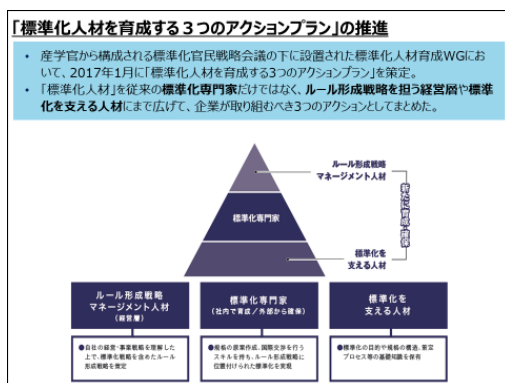 「標準化人材を育成する３つのアクションプラン」の推進
• 産学官から構成される標準化官民戦略会議の下に設置された標準化人材育成WGにお
いて、2017年1月に「標準化人材を育成する3つのアクションプラン」を策定。
• 「標準化人材」を従来の標準化専門家だけではなく、ルール形成戦略を担う経営層や標準
化を支える人材にまで広げて、企業が取り組むべき3つのアクションとしてまとめた。
ルール形成戦略
マネージメント人材
標準化専門家
新たに育成・確保
標準化を
支える人材
ルール形成戦略
マネージメント人材
（経営層）
●自社の経営・事業戦略を理解した
上で、標準化戦略を含めたルール
形成戦略を策定
標準化専門家
（社内で育成／外部から確保）
●規格の原案作成、国際交渉を行う
スキルを持ち、ルール形成戦略に
位置付けられた標準化を実現
標準化を
支える人材
●標準化の目的や規格の構造、策定
プロセス等の基礎知識を保有